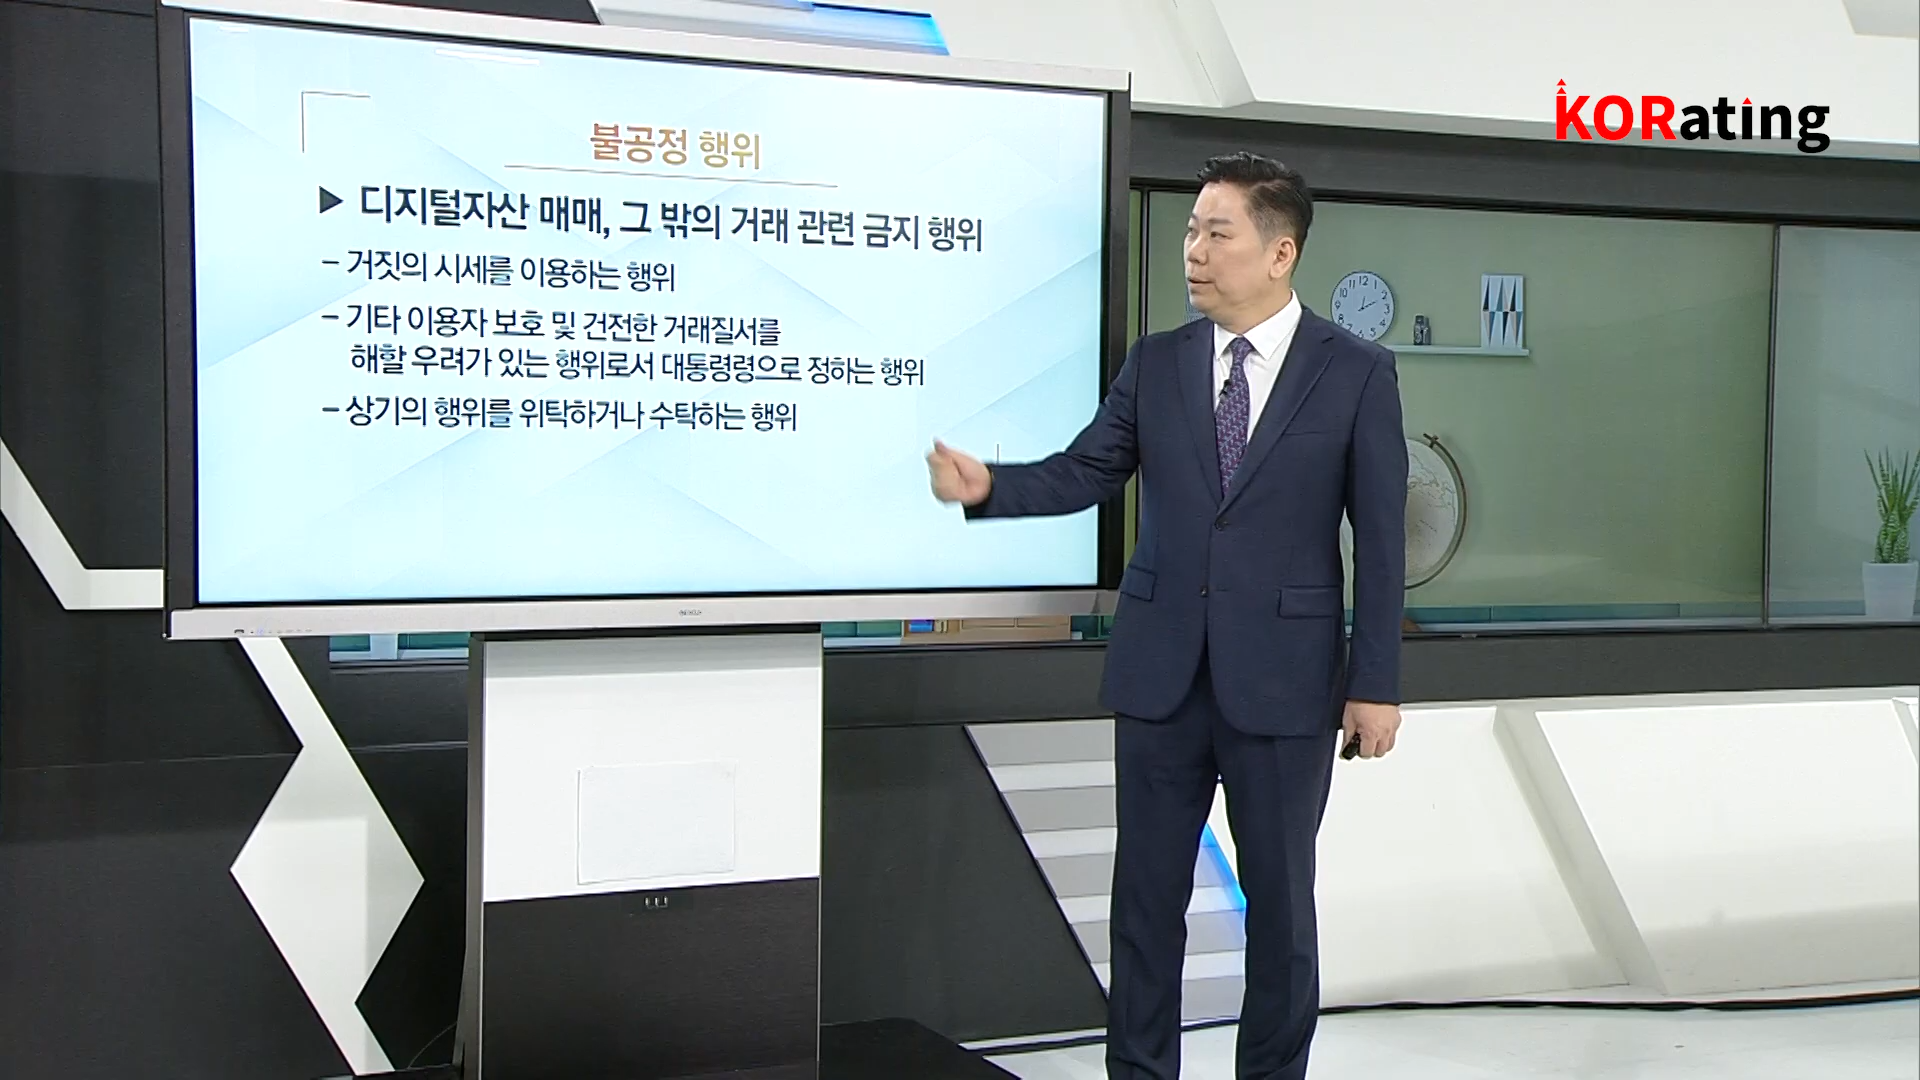 KORating
불공정 행위
▶ 디지털자산 매매, 그 밖의 거래 관련 금지 행위
– 거짓의 시세를 이용하는 행위
– 기타 이용자 보호 및 건전한 거래질서를
해할 우려가 있는 행위로서 대통령령으로 정하는 행위
– 상기의 행위를 위탁하거나 수탁하는 행위